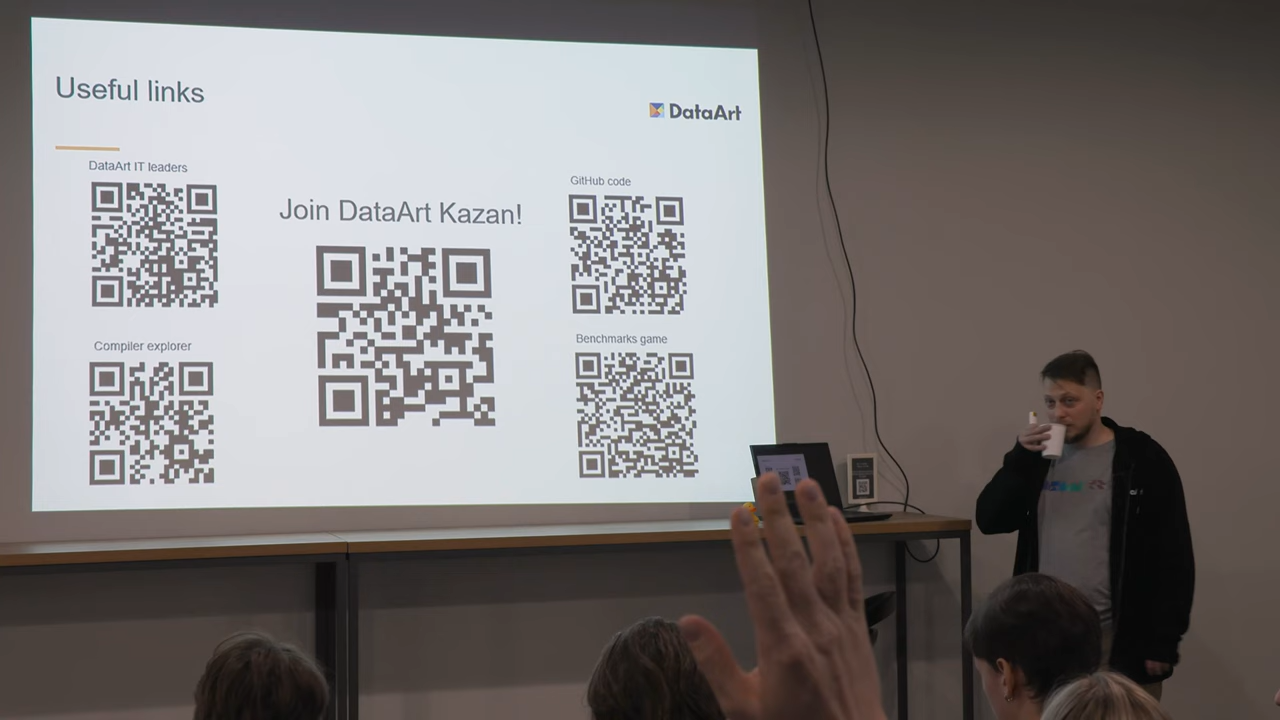 Useful links
DataArt
DataArt IT leaders
Join DataArt Kazan!
GitHub code
Compiler explorer
Benchmarks game